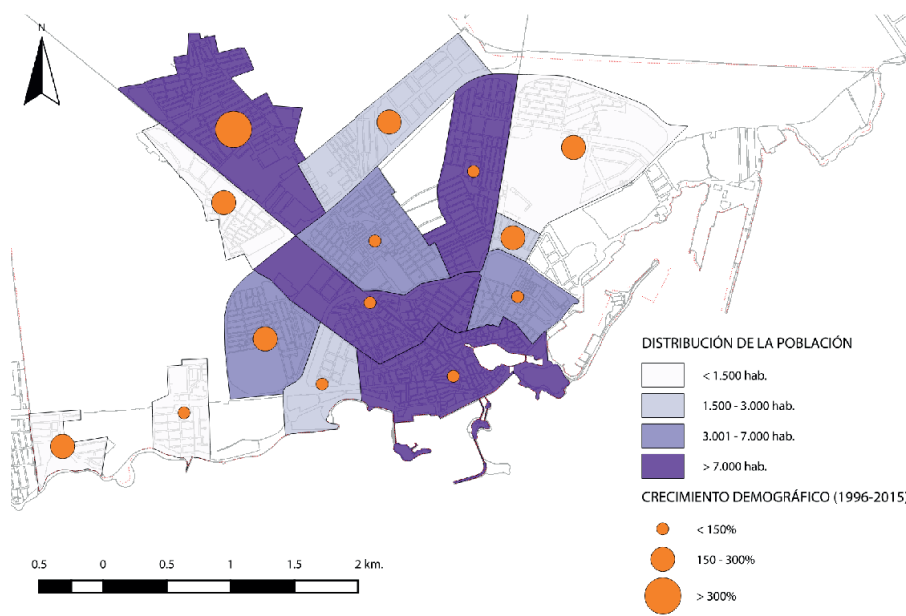 N
DISTRIBUCIÓN DE LA POBLACIÓN
< 1.500 hab.
1.500 - 3.000 hab.
3.001 - 7.000 hab.
> 7.000 hab.
CRECIMIENTO DEMOGRÁFICO (1996-2015)
< 150%
150 - 300%
> 300%
0.5 0 0.5 1 1.5 2 km.